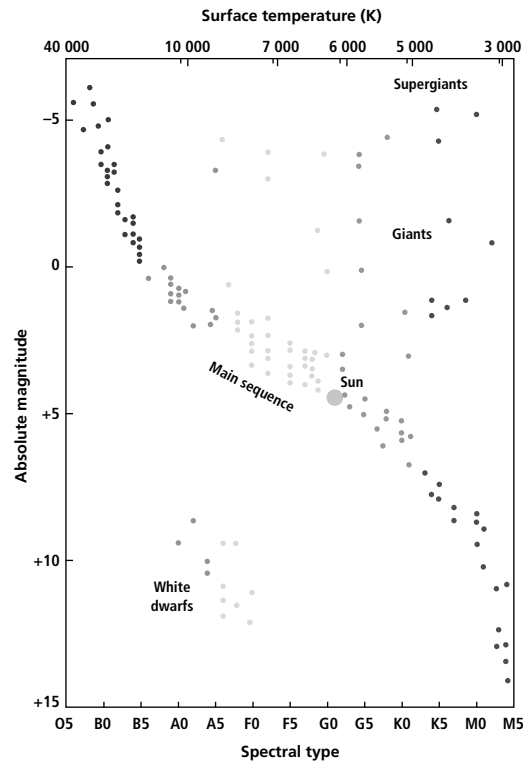 Surface temperature (K)
40 000 10 000 7 000 6 000 5 000 3 000
Supergiants
−5
Giants
0
Absolute magnitude
Main sequence
Sun
+5
+10
White
dwarfs
+15
O5 B0 B5 A0 A5 F0 F5 G0 G5 K0 K5 M0 M5
Spectral type